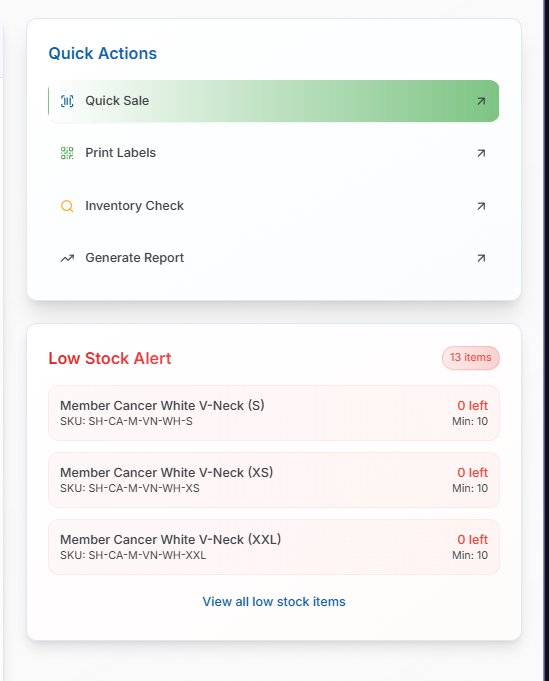 Quick Actions
Quick Sale
Print Labels
Inventory Check
Generate Report
Low Stock Alert
13 items
Member Cancer White V-Neck (S)
0 left
SKU: SH-CA-M-VN-WH-S
Min: 10
Member Cancer White V-Neck (XS)
0 left
SKU: SH-CA-M-VN-WH-XS
Min: 10
Member Cancer White V-Neck (XXL)
0 left
SKU: SH-CA-M-VN-WH-XXL
Min: 10
View all low stock items